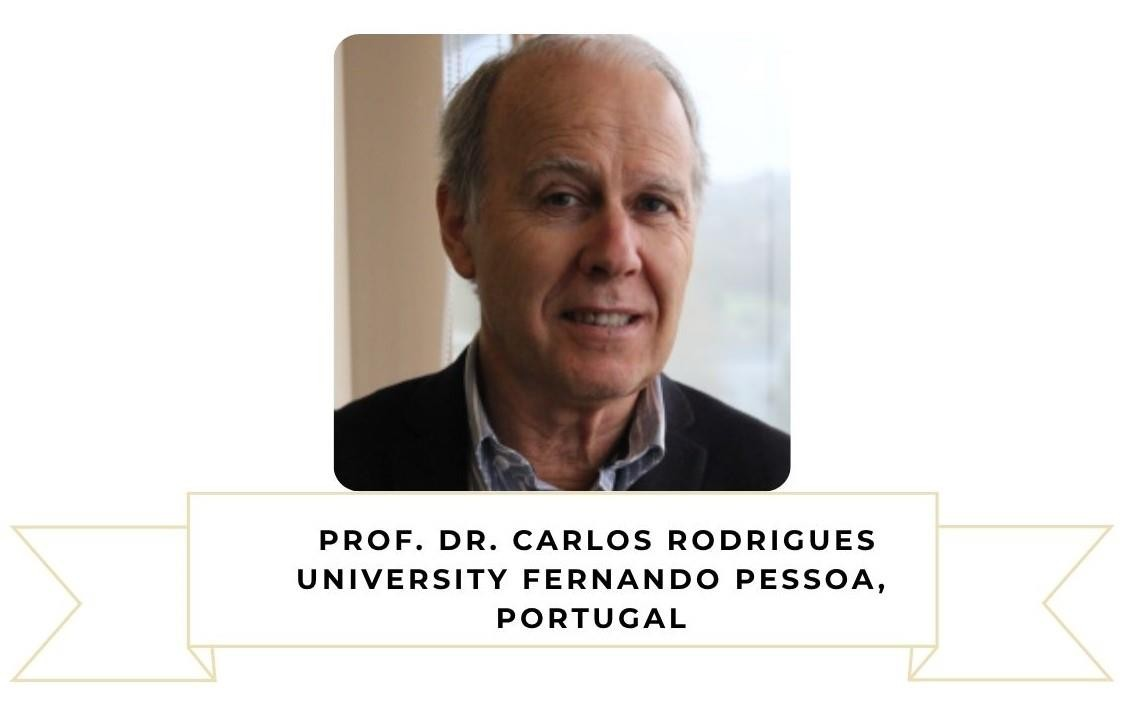 PROF. DR. CARLOS RODRIGUES
UNIVERSITY FERNANDO PESSOA,
PORTUGAL